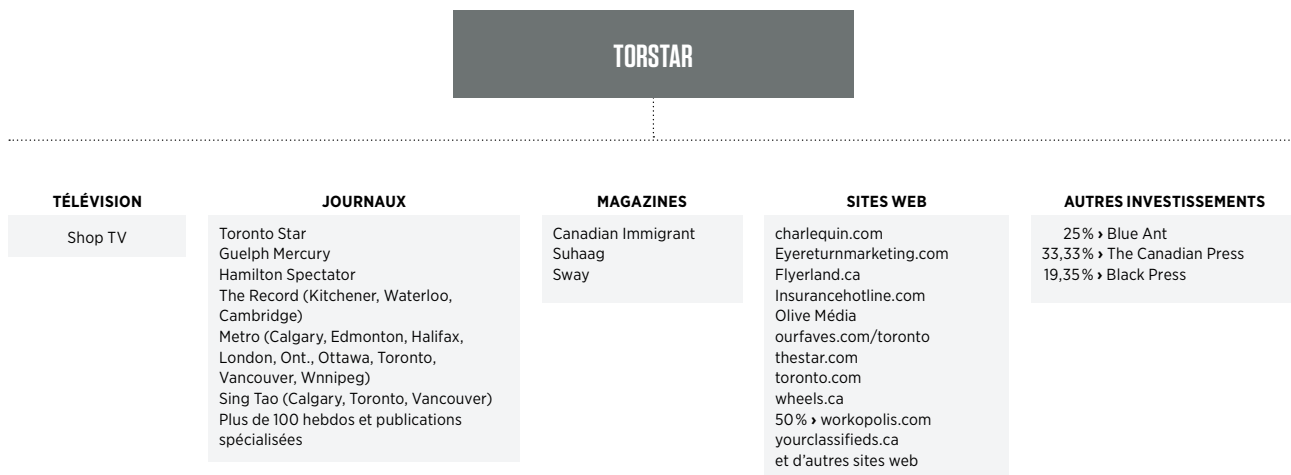 TORSTAR
TÉLÉVISION
Shop TV
JOURNAUX
Toronto Star
Guelph Mercury
Hamilton Spectator
The Record (Kitchener, Waterloo,
Cambridge)
Metro (Calgary, Edmonton, Halifax,
London, Ont., Ottawa, Toronto,
Vancouver, Wnnipeg)
Sing Tao (Calgary, Toronto, Vancouver)
Plus de 100 hebdos et publications
spécialisées
MAGAZINES
Canadian Immigrant
Suhaag
Sway
SITES WEB
charlequin.com
Eyereturnmarketing.com
Flyerland.ca
Insurancehotline.com
Olive Média
ourfaves.com/toronto
thestar.com
toronto.com
wheels.ca
50% › workopolis.com
yourclassifieds.ca
et d'autres sites web
AUTRES INVESTISSEMENTS
25% › Blue Ant
33,33% › The Canadian Press
19,35% › Black Press